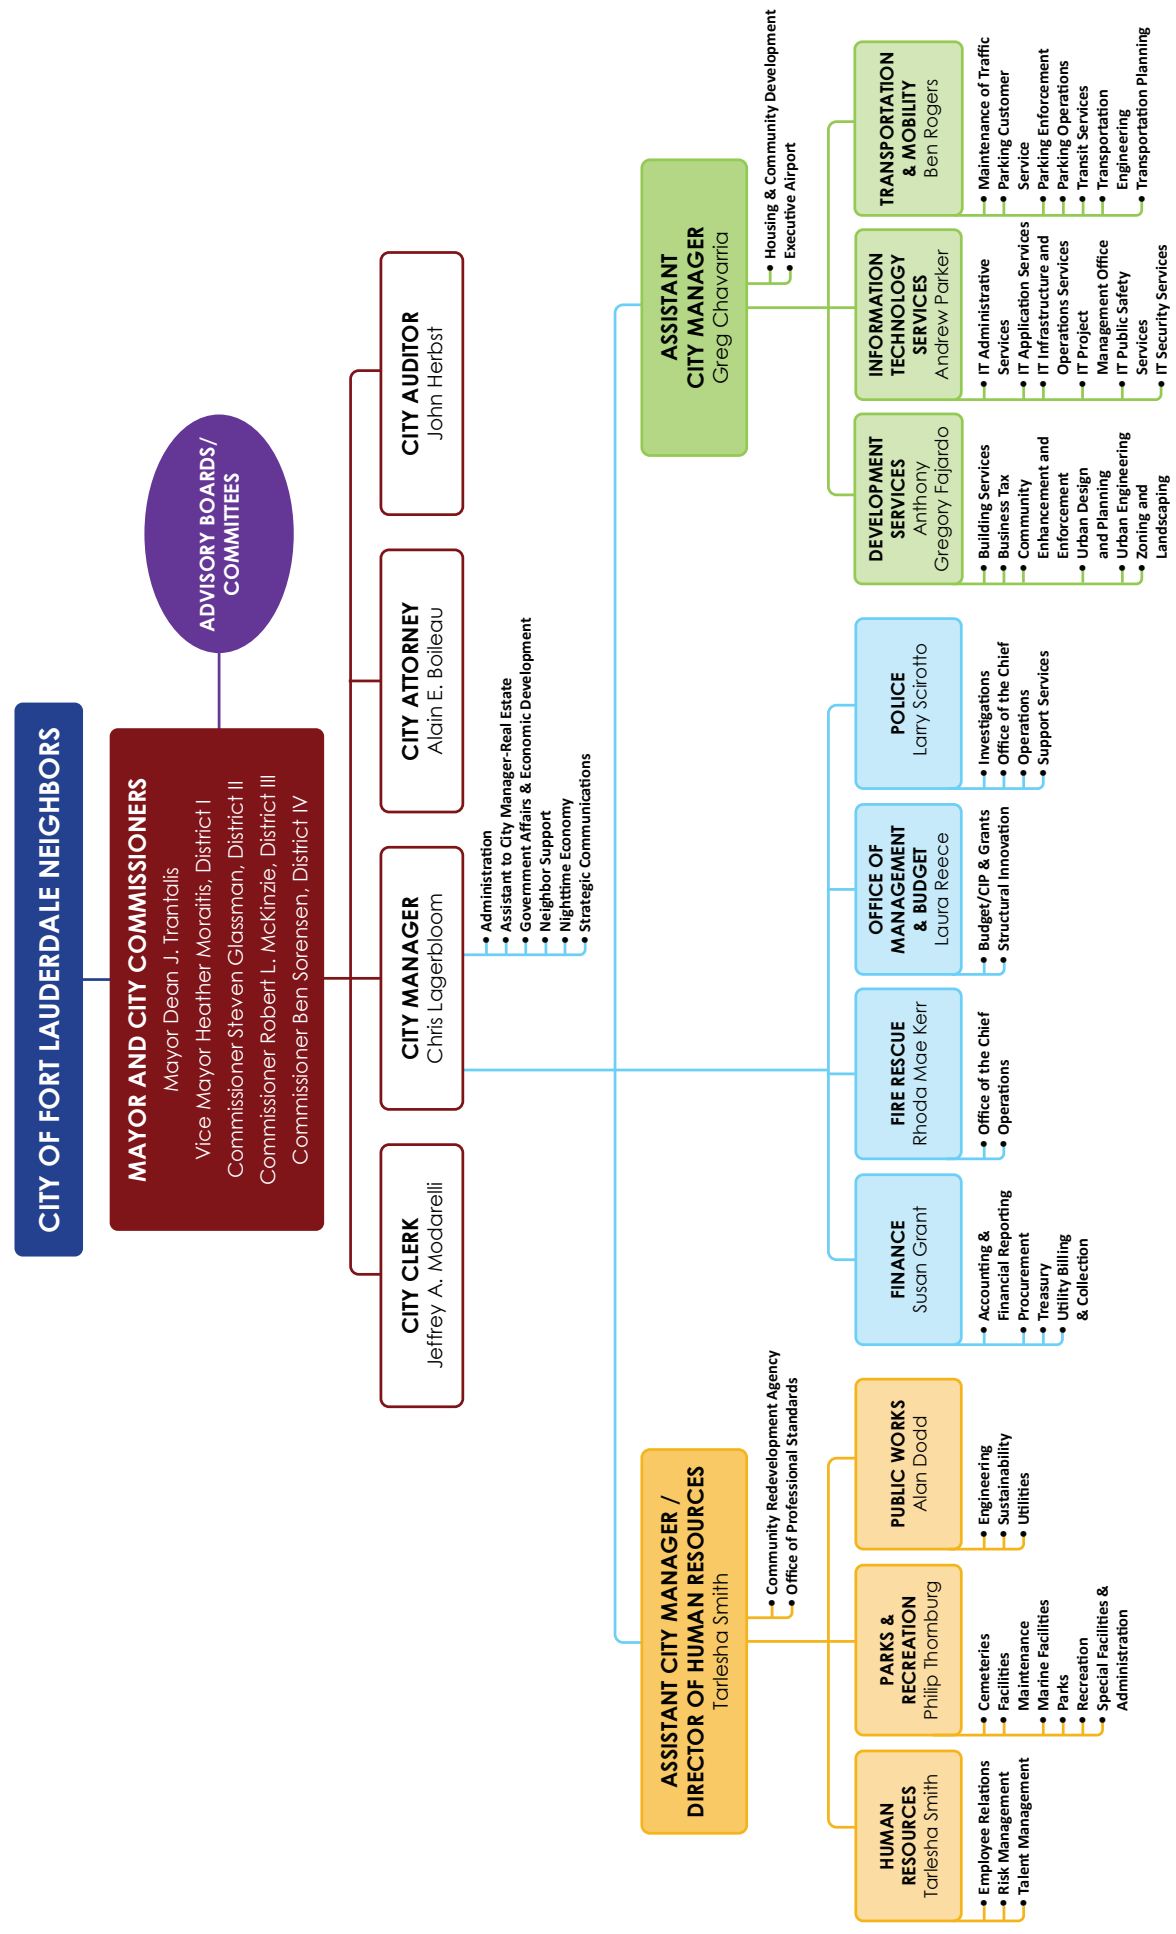 CITY OF FORT LAUDERDALE NEIGHBORS
MAYOR AND CITY COMMISSIONERS
Mayor Dean J. Trantalis
Vice Mayor Heather Moraitis, District I
Commissioner Steven Glassman, District II
Commissioner Robert L. McKinzie, District III
Commissioner Ben Sorensen, District IV
ADVISORY BOARDS/
COMMITTEES
CITY CLERK
Jeffrey A. Modarelli
CITY MANAGER
Chris Lagerbloom
• Administration
• Assistant to City Manager-Real Estate
• Government Affairs & Economic Development
• Neighbor Support
• Nighttime Economy
• Strategic Communications
CITY ATTORNEY
Alain E. Boileau
CITY AUDITOR
John Herbst
ASSISTANT CITY MANAGER /
DIRECTOR OF HUMAN RESOURCES
Tarlesha Smith
• Community Redevelopment Agency
• Office of Professional Standards
ASSISTANT
CITY MANAGER
Greg Chavarria
• Housing & Community Development
• Executive Airport
HUMAN
RESOURCES
Tarlesha Smith
• Employee Relations
• Risk Management
• Talent Management
PARKS &
RECREATION
Philip Thornburg
• Cemeteries
• Facilities
Maintenance
• Marine Facilities
• Parks
• Recreation
• Special Facilities &
Administration
PUBLIC WORKS
Alan Dodd
• Engineering
• Sustainability
• Utilities
FINANCE
Susan Grant
• Accounting &
Financial Reporting
• Procurement
• Treasury
• Utility Billing
& Collection
FIRE RESCUE
Rhoda Mae Kerr
• Office of the Chief
• Operations
OFFICE OF
MANAGEMENT
& BUDGET
Laura Reece
• Budget/CIP & Grants
• Structural Innovation
POLICE
Larry Scirotto
• Investigations
• Office of the Chief
• Operations
• Support Services
DEVELOPMENT
SERVICES
Anthony
Gregory Fajardo
• Building Services
• Business Tax
• Community
Enhancement and
Enforcement
• Urban Design
and Planning
• Urban Engineering
• Zoning and
Landscaping
INFORMATION
TECHNOLOGY
SERVICES
Andrew Parker
• IT Administrative
Services
• IT Application Services
• IT Infrastructure and
Operations Services
• IT Project
Management Office
• IT Public Safety
Services
• IT Security Services
TRANSPORTATION
& MOBILITY
Ben Rogers
• Maintenance of Traffic
• Parking Customer
Service
• Parking Enforcement
• Parking Operations
• Transit Services
• Transportation
Engineering
• Transportation Planning